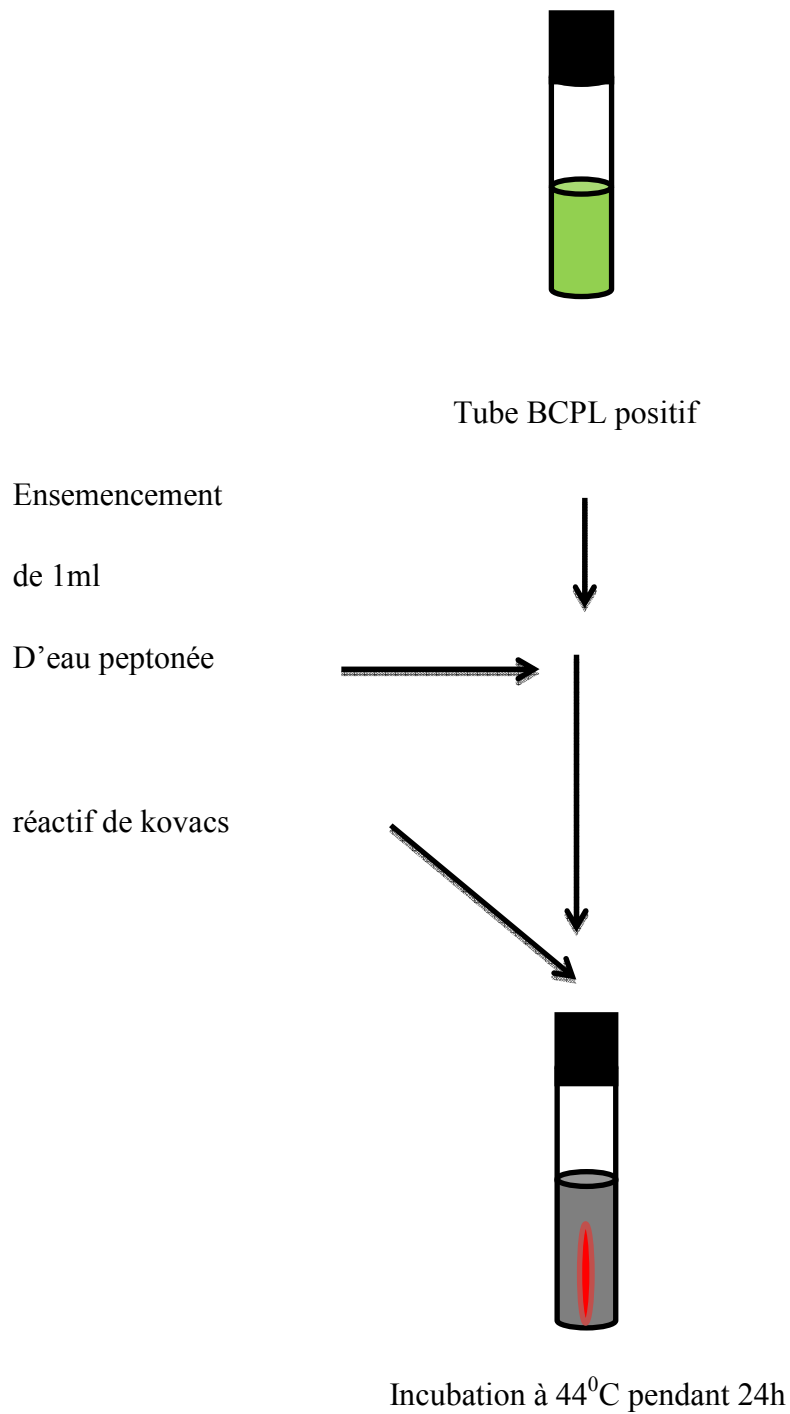 Tube BCPL positif
Ensemencement
de 1ml
D’eau peptonée
réactif de kovacs
Incubation à 44⁰C pendant 24h